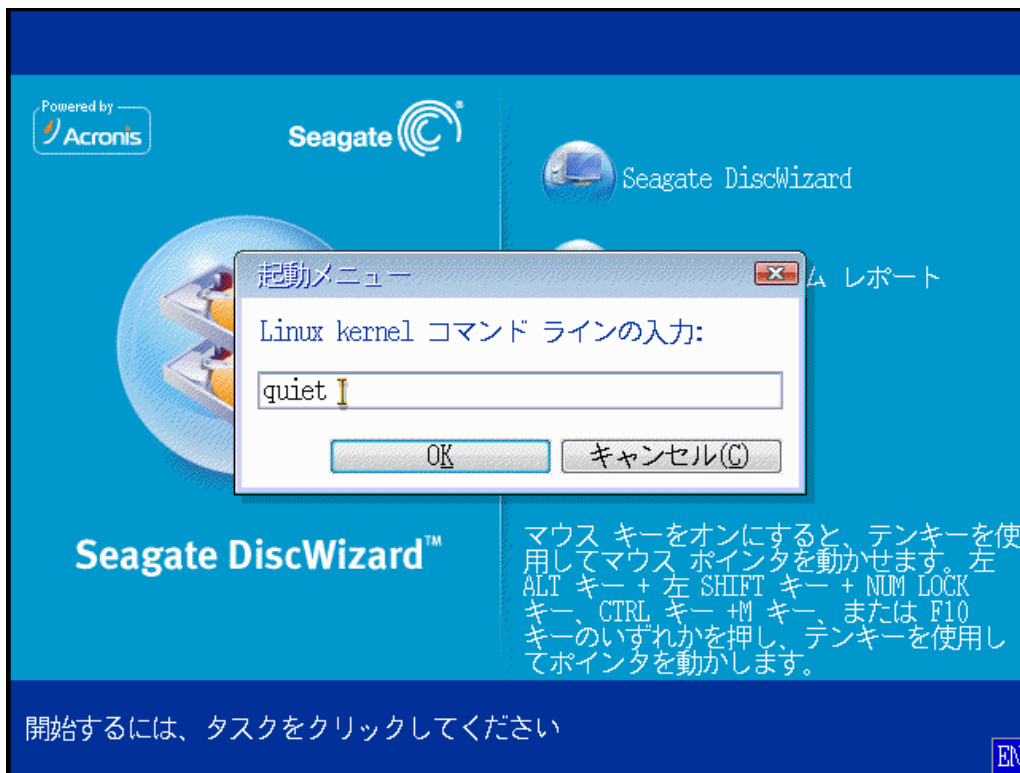 Powered by
Acronis
Seagate
Seagate DiscWizard
ム レポート
起動メニュー
Linux kernel コマンド ラインの入力:
quiet
OK
キャンセル(C)
Seagate DiscWizard™
マウス キーをオンにすると、テンキーを使
用してマウス ポインタを動かせます。左
ALT キー + 左 SHIFT キー + NUM LOCK
キー、CTRL キー +M キー、または F10
キーのいずれかを押し、テンキーを使用し
てポインタを動かします。
開始するには、タスクをクリックしてください
EN